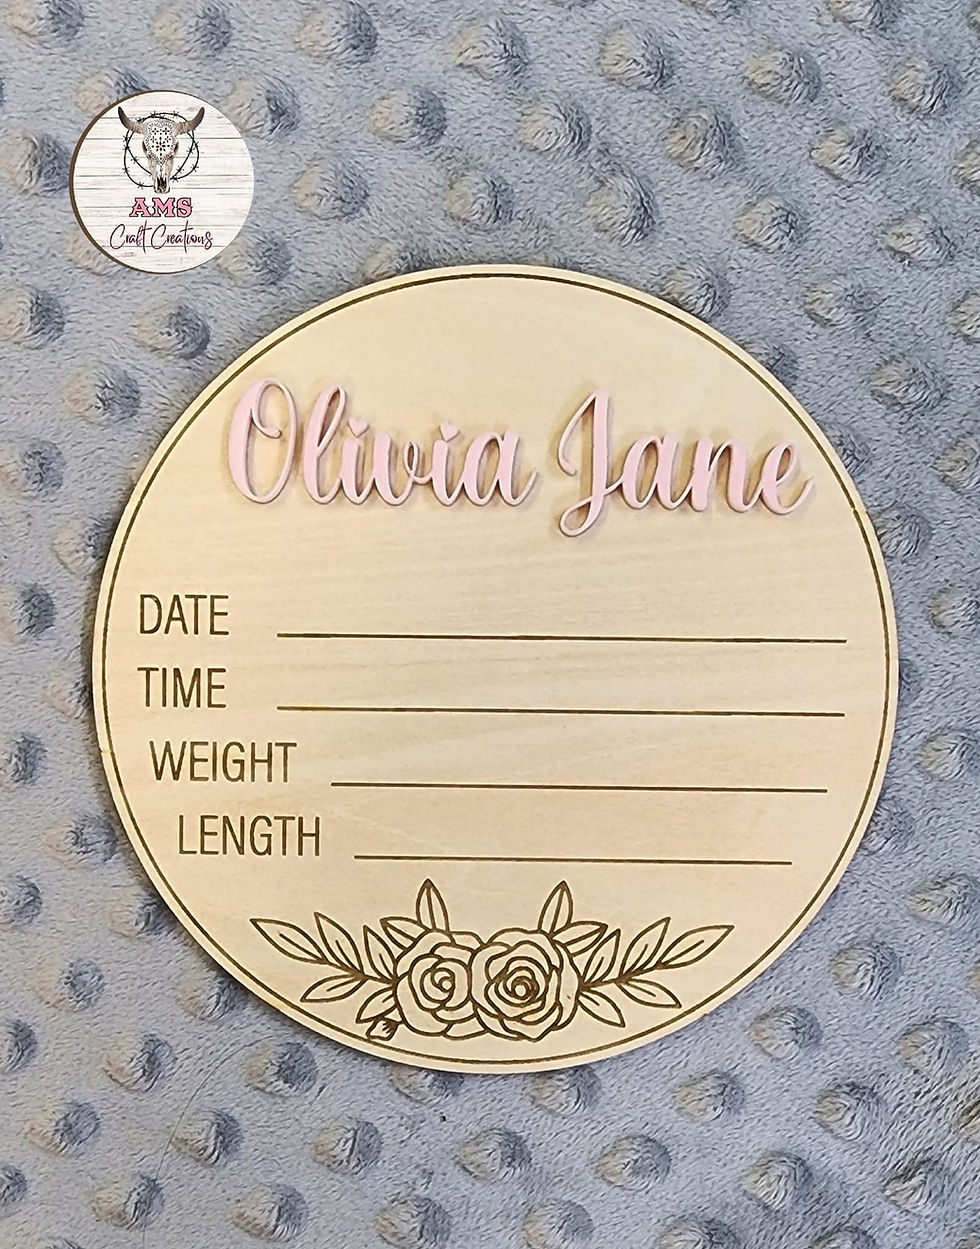 AMS
Craft Creations
Olivia Jane
DATE
TIME
WEIGHT
LENGTH